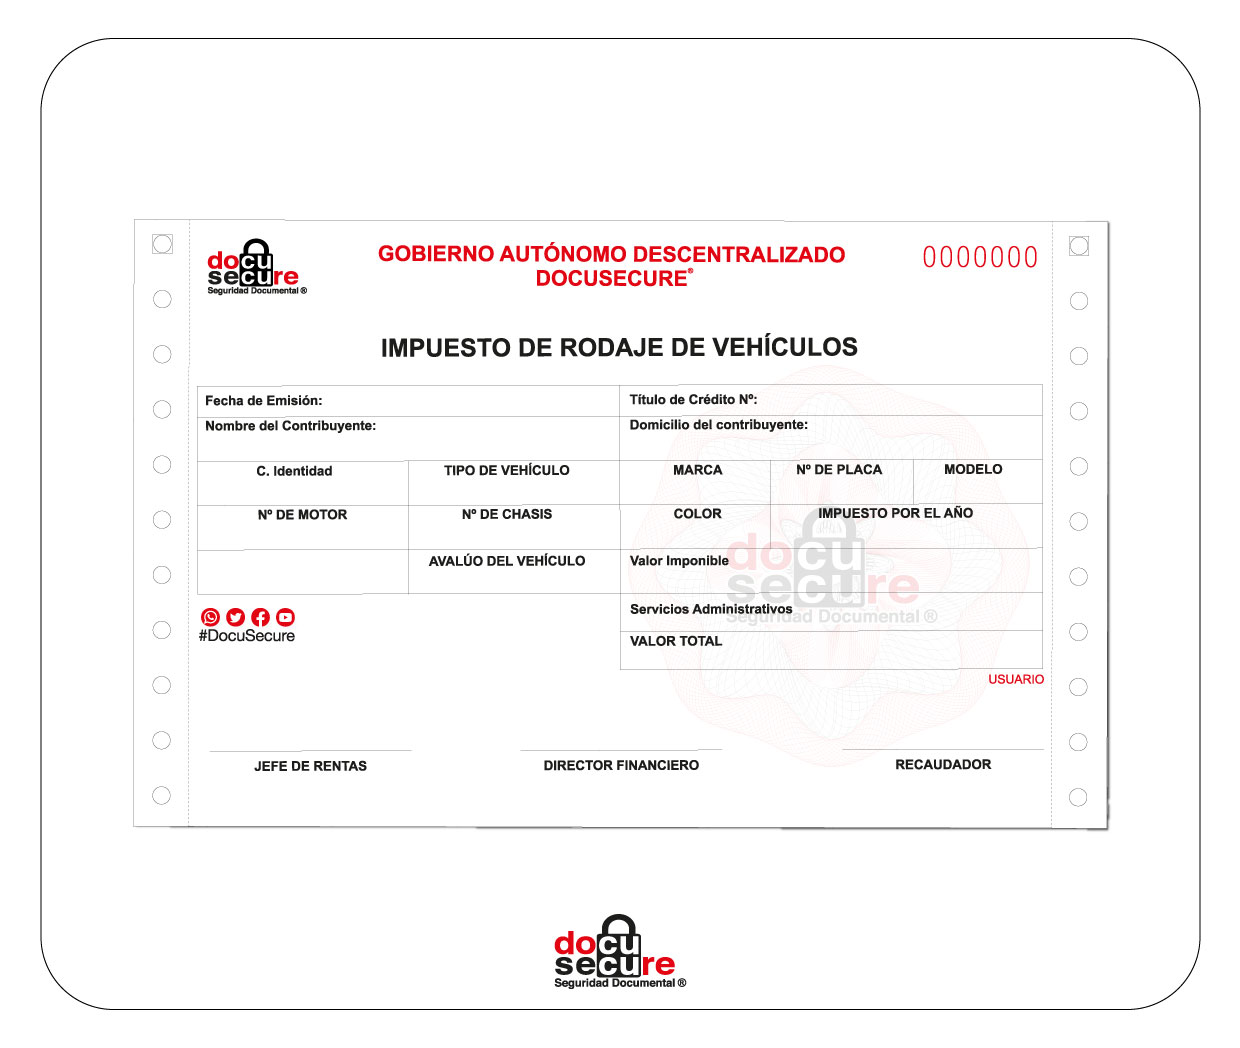 docu
secure
Seguridad Documental ®
GOBIERNO AUTÓNOMO DESCENTRALIZADO
DOCUSECURE®
0000000
IMPUESTO DE RODAJE DE VEHÍCULOS
Fecha de Emisión:
Título de Crédito Nº:
Nombre del Contribuyente:
Domicilio del contribuyente:
C. Identidad
TIPO DE VEHÍCULO
MARCA
Nº DE PLACA
MODELO
Nº DE MOTOR
Nº DE CHASIS
COLOR
IMPUESTO POR EL AÑO
AVALÚO DEL VEHÍCULO
Valor Imponible
docu
secure
Seguridad Documental ®
Servicios Administrativos
VALOR TOTAL
#DocuSecure
USUARIO
JEFE DE RENTAS
DIRECTOR FINANCIERO
RECAUDADOR
docu
secure
Seguridad Documental ®